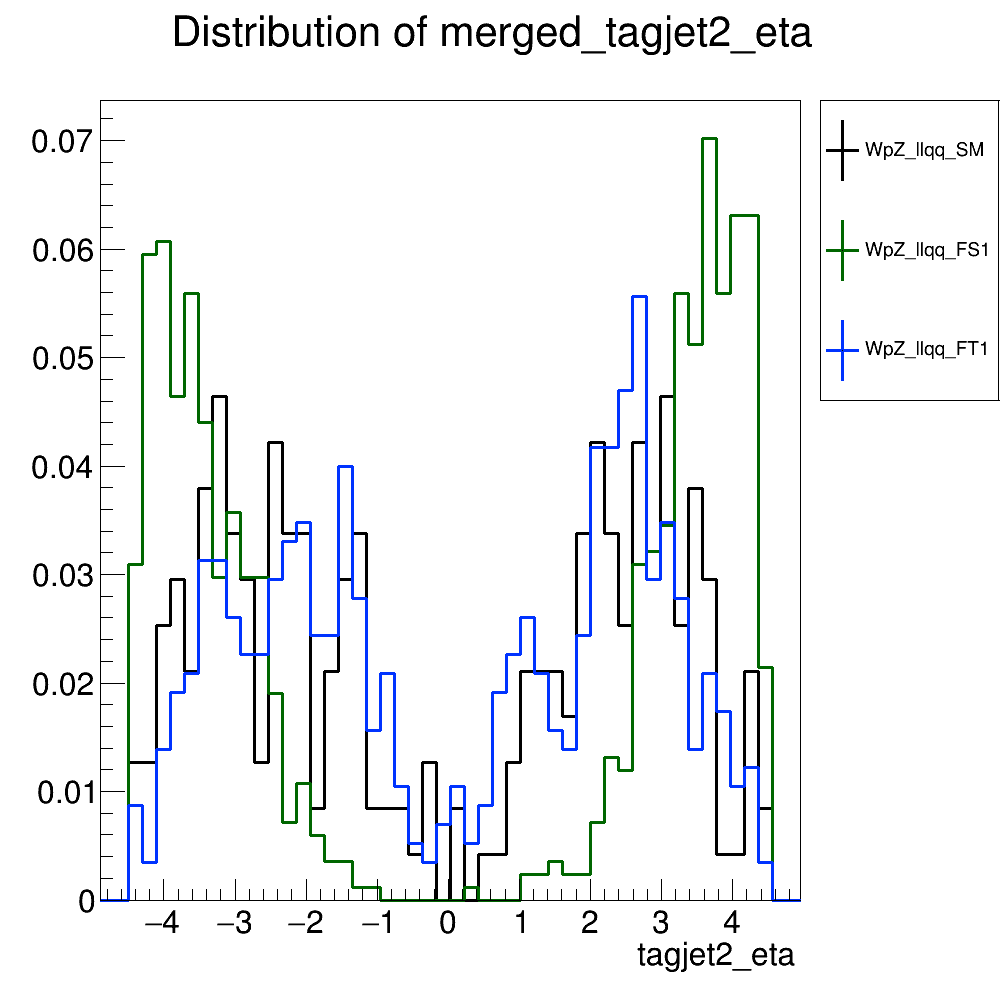 Distribution of merged_tagjet2_eta
0.07
0.06
0.05
0.04
0.03
0.02
0.01
0
−4 −3 −2 −1 0 1 2 3 4
tagjet2_eta
WpZ_llqq_SM
WpZ_llqq_FS1
WpZ_llqq_FT1